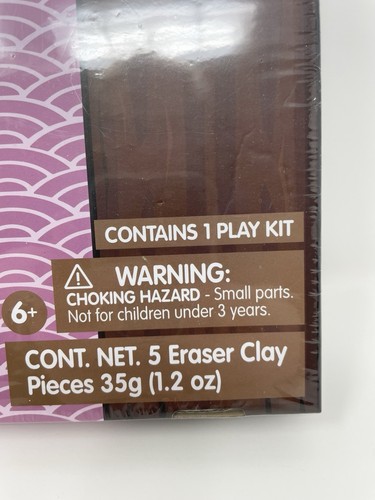 CONTAINS 1 PLAY KIT
WARNING:
CHOKING HAZARD - Small parts.
Not for children under 3 years.
6+
CONT. NET. 5 Eraser Clay
Pieces 35g (1.2 oz)